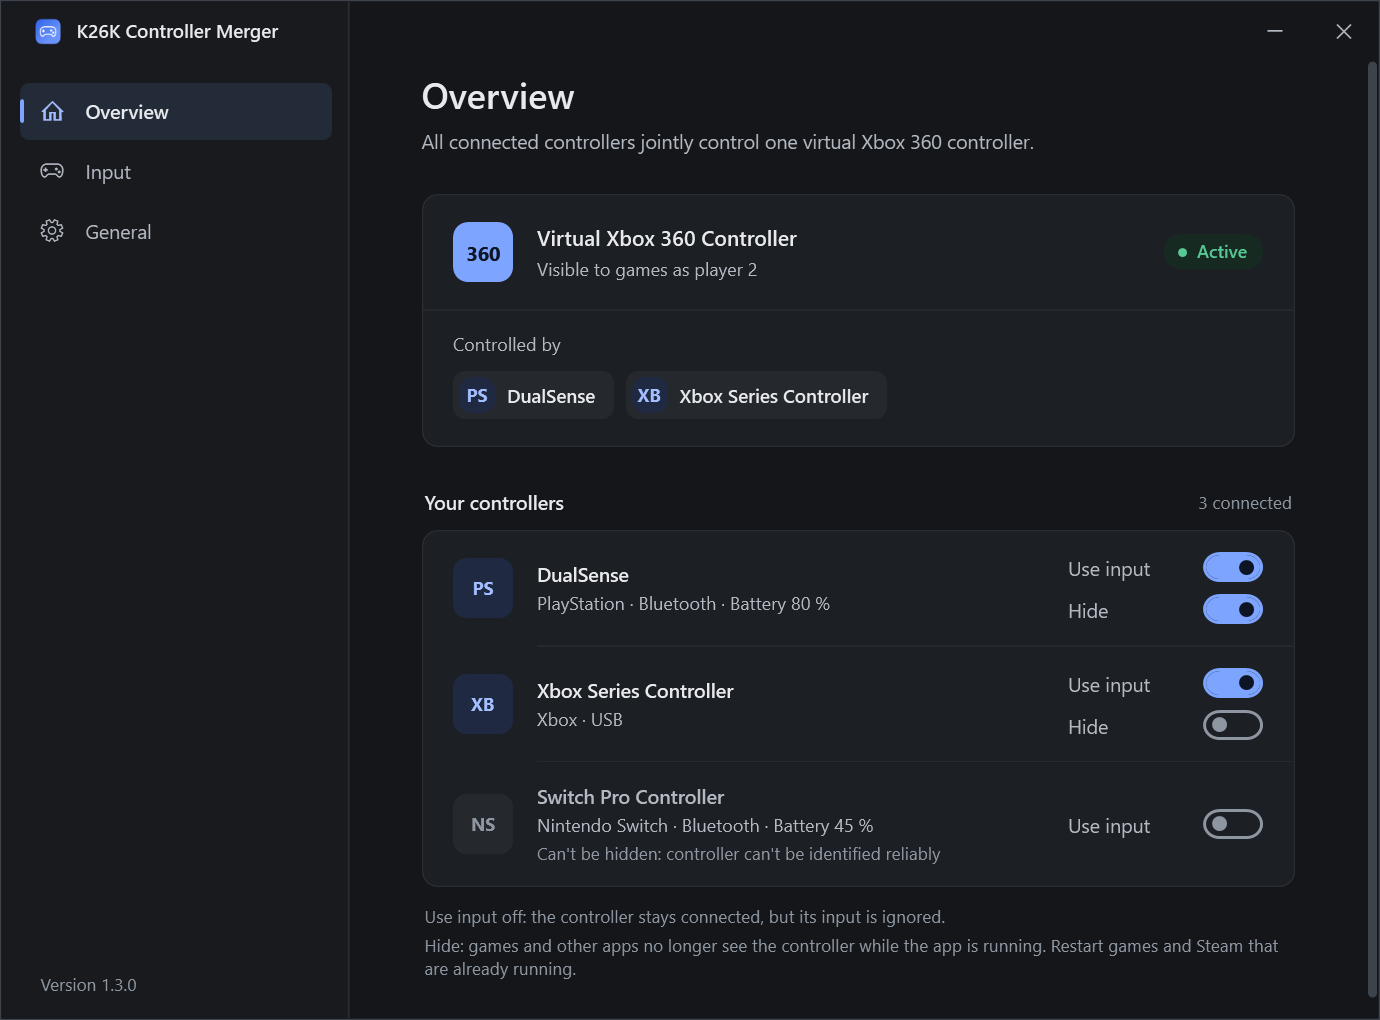 K26K Controller Merger
Overview
Input
General
Version 1.3.0
Overview
All connected controllers jointly control one virtual Xbox 360 controller.
360
Virtual Xbox 360 Controller
Visible to games as player 2
Active
Controlled by
PS DualSense
XB Xbox Series Controller
Your controllers
3 connected
PS
DualSense
PlayStation · Bluetooth · Battery 80 %
Use input
Hide
XB
Xbox Series Controller
Xbox · USB
Use input
Hide
NS
Switch Pro Controller
Nintendo Switch · Bluetooth · Battery 45 %
Can't be hidden: controller can't be identified reliably
Use input
Use input off: the controller stays connected, but its input is ignored.
Hide: games and other apps no longer see the controller while the app is running. Restart games and Steam that
are already running.